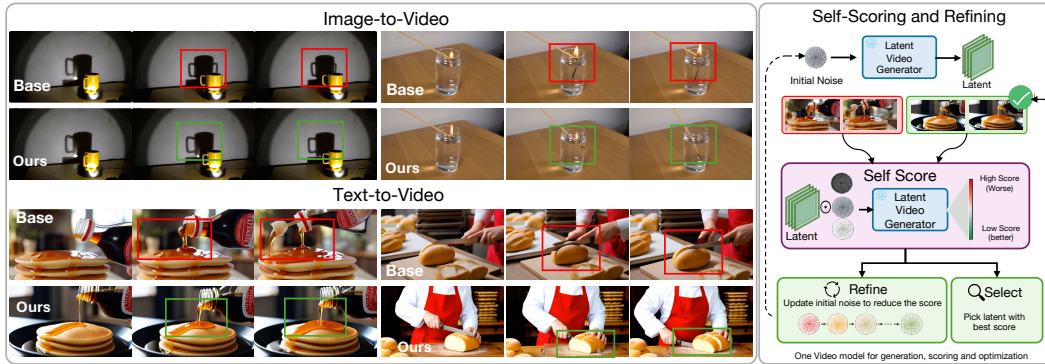 Image-to-Video
Base
Base
Ours
Ours
Text-to-Video
Base
Base
Ours
Ours
Self-Scoring and Refining
Initial Noise
Latent
Video
Generator
Latent
Self Score
Latent
Latent
Video
Generator
High Score
(Worse)
Low Score
(better)
Refine
Update initial noise to reduce the score
Select
Pick latent with
best score
One Video model for generation, scoring and optimization